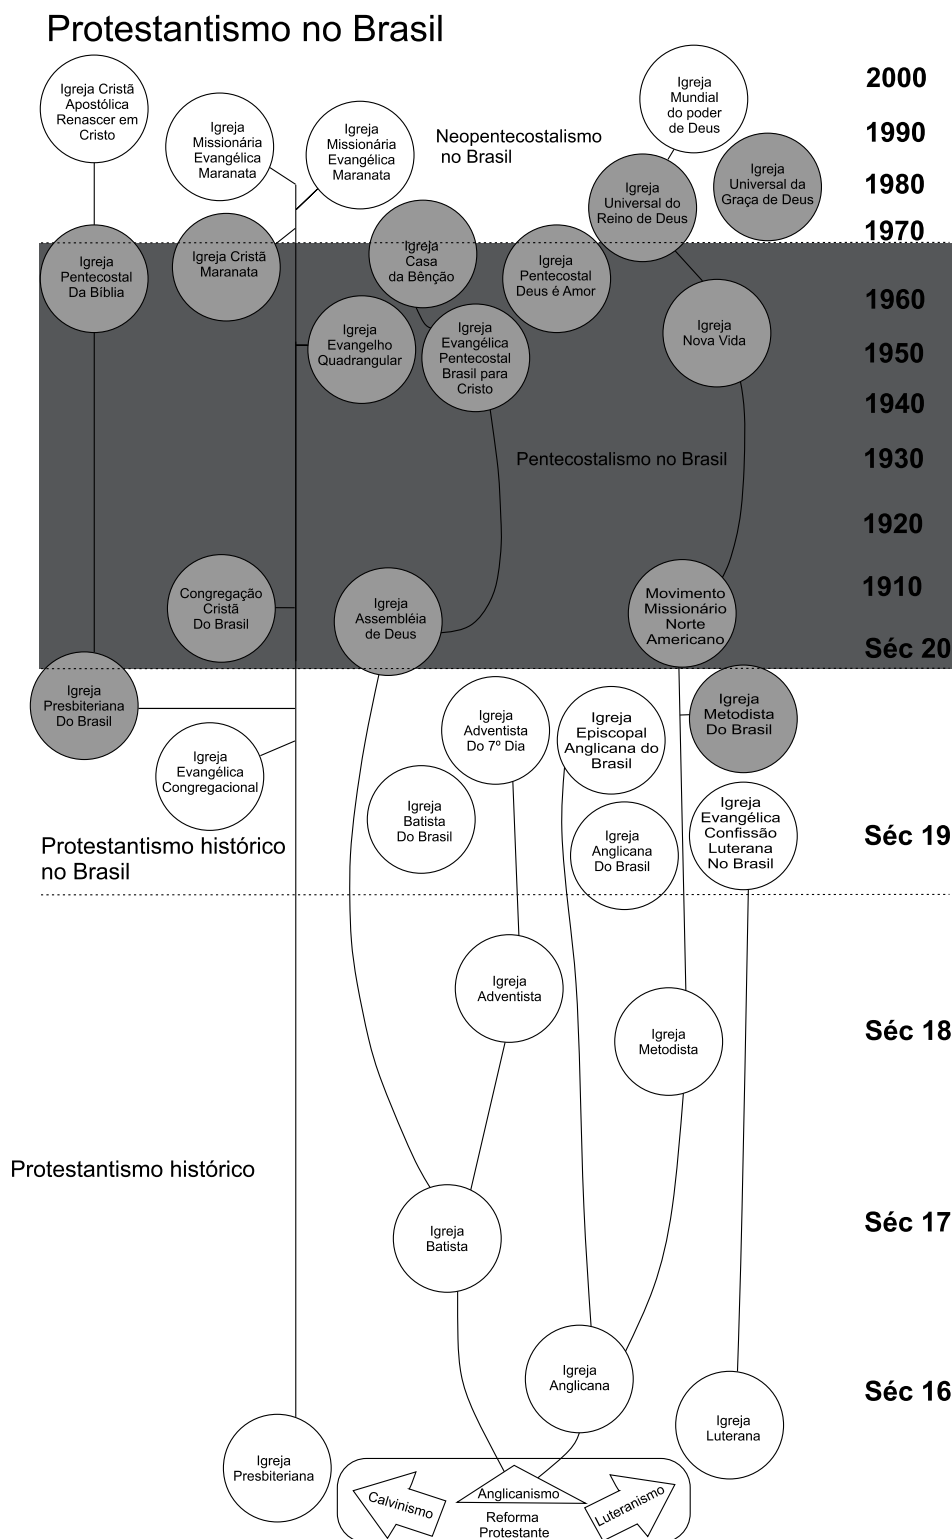 Protestantismo no Brasil
Igreja Cristã
Apostólica
Renascer em
Cristo
Igreja
Missionária
Evangélica
Maranata
Igreja
Missionária
Evangélica
Maranata
Neopentecostalismo
no Brasil
Igreja
Mundial
do poder
de Deus
Igreja
Universal do
Reino de Deus
Igreja
Universal da
Graça de Deus
2000
1990
1980
1970
Igreja
Pentecostal
Da Bíblia
Igreja Cristã
Maranata
Igreja
Casa
da Bênção
Igreja
Pentecostal
Deus é Amor
Igreja
Evangelho
Quadrangular
Igreja
Evangélica
Pentecostal
Brasil para
Cristo
Igreja
Nova Vida
1960
1950
1940
Pentecostalismo no Brasil
1930
1920
1910
Congregação
Cristã
Do Brasil
Igreja
Assembléia
de Deus
Movimento
Missionário
Norte
Americano
Séc 20
Igreja
Presbiteriana
Do Brasil
Igreja
Evangélica
Congregacional
Igreja
Adventista
Do 7º Dia
Igreja
Episcopal
Anglicana do
Brasil
Igreja
Metodista
Do Brasil
Igreja
Batista
Do Brasil
Igreja
Anglicana
Do Brasil
Igreja
Evangélica
Confissão
Luterana
No Brasil
Protestantismo histórico
no Brasil
Séc 19
Igreja
Adventista
Igreja
Metodista
Séc 18
Protestantismo histórico
Igreja
Batista
Séc 17
Igreja
Anglicana
Igreja
Luterana
Séc 16
Igreja
Presbiteriana
Calvinismo
Anglicanismo
Luteranismo
Reforma
Protestante